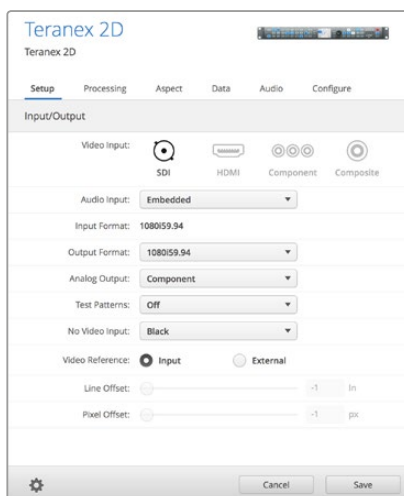 Teranex 2D
Teranex 2D
Setup Processing Aspect Data Audio Configure
Input/Output
Video Input:
SDI HDMI Component Composite
Audio Input: Embedded
Input Format: 1080i59.94
Output Format: 1080i59.94
Analog Output: Component
Test Patterns: Off
No Video Input: Black
Video Reference: Input External
Line Offset: -1 ln
Pixel Offset: -1 px
Cancel Save